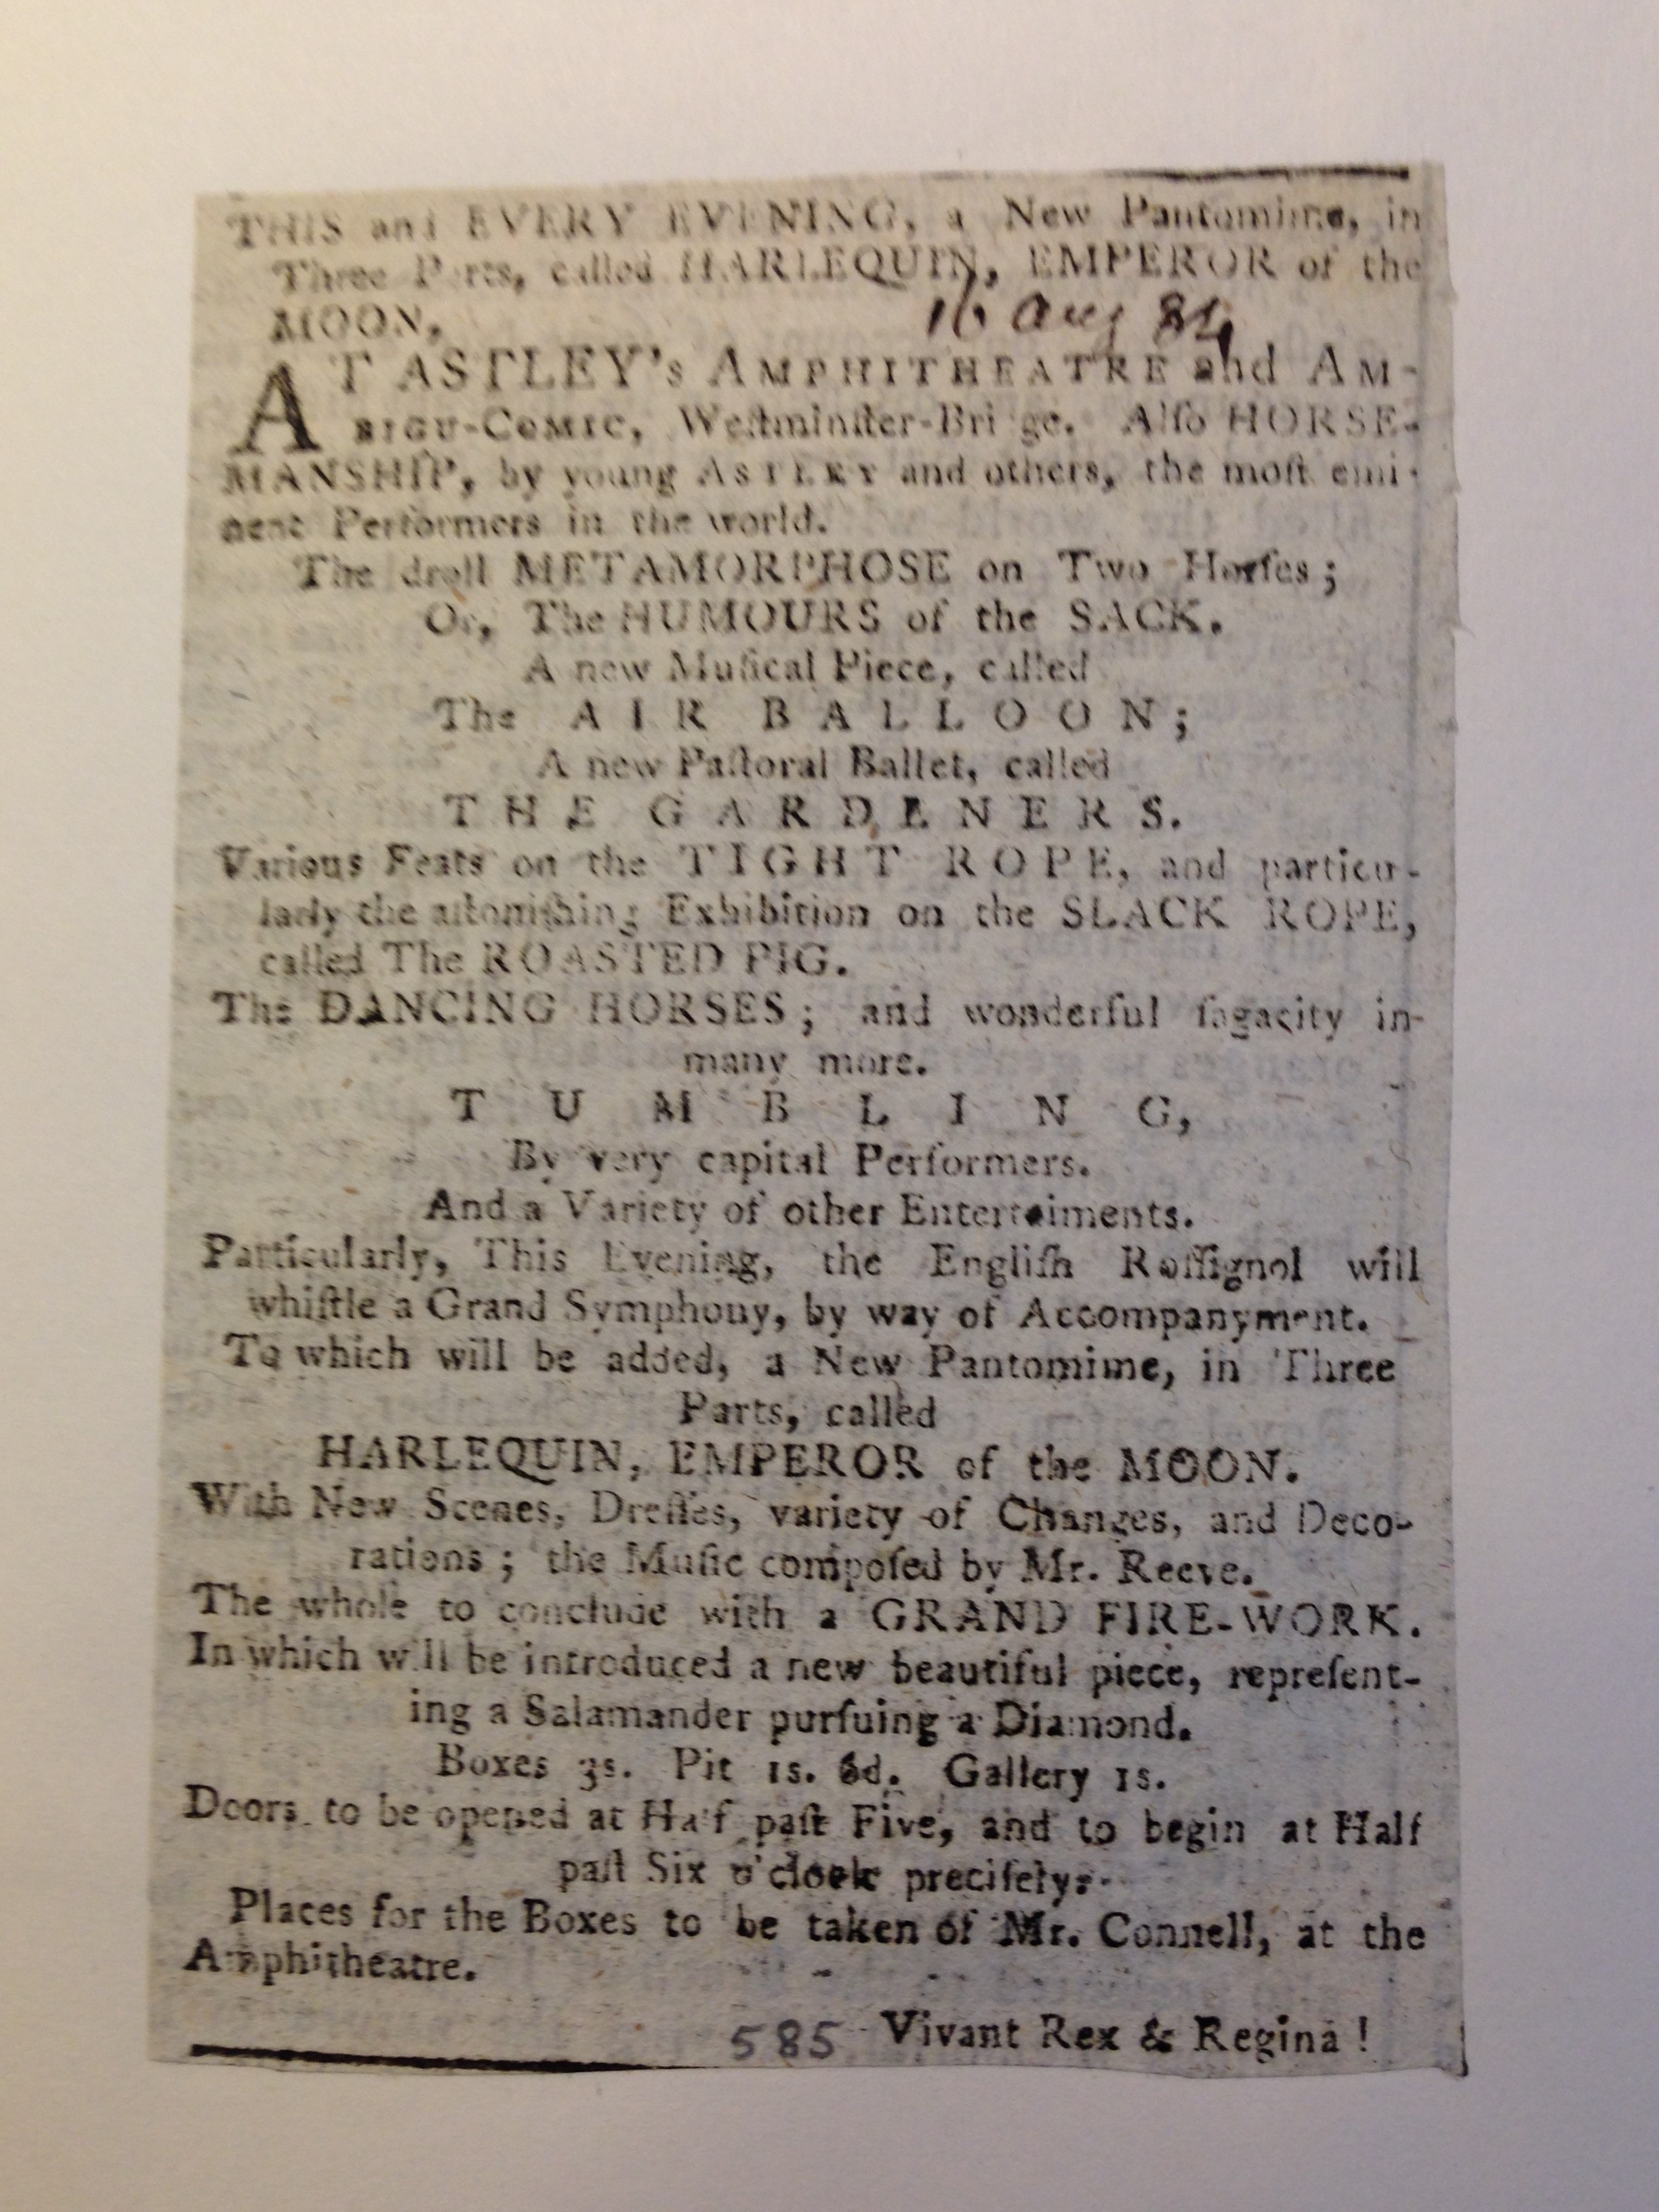 THIS and EVERY EVENING, a New Pantomime, in
Three Parts, called HARLEQUIN, EMPEROR of the
MOON,
16 Aug 84
AT ASTLEY's AMPHITHEATRE and AM-
BIGU-COMIC, Weſtminſter-Bridge. Alſo HORSE-
MANSHIP, by young ASTLEY and others, the moſt emi-
nent Performers in the world.
The droll METAMORPHOSE on Two Horſes;
Or, The HUMOURS of the SACK.
A new Muſical Piece, called
The AIR BALLOON;
A new Paſtoral Ballet, called
THE GARDENERS.
Various Feats on the TIGHT ROPE, and particu-
larly the aſtoniſhing Exhibition on the SLACK ROPE,
called The ROASTED PIG.
The DANCING HORSES; and wonderful ſagacity in
many more.
TUMBLING,
By very capital Performers.
And a Variety of other Entertaiments.
Particularly, This Evening, the Engliſh Roſſignol will
whiſtle a Grand Symphony, by way of Accompanyment.
To which will be added, a New Pantomime, in Three
Parts, called
HARLEQUIN, EMPEROR of the MOON.
With New Scenes, Dreſſes, variety of Changes, and Deco-
rations; the Muſic compoſed by Mr. Reeve.
The whole to conclude with a GRAND FIRE-WORK.
In which will be introduced a new beautiful piece, repreſent-
ing a Salamander purſuing a Diamond.
Boxes 3s. Pit 1s. 6d. Gallery 1s.
Doors to be opened at Half paſt Five, and to begin at Half
paſt Six o'clock preciſely.
Places for the Boxes to be taken of Mr. Connell, at the
Amphitheatre.
585 Vivant Rex & Regina!